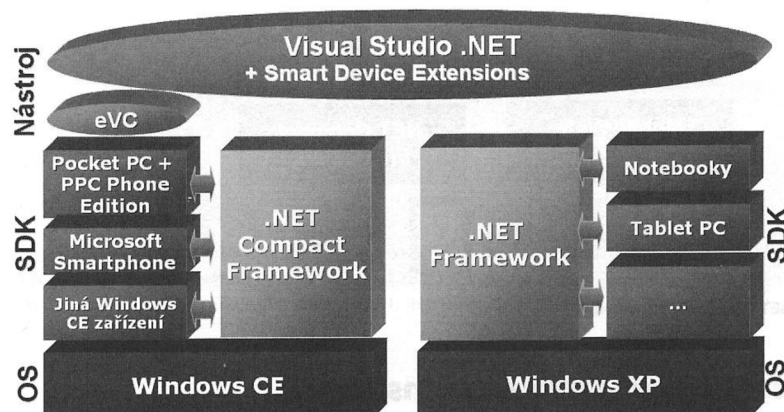 Visual Studio .NET
+ Smart Device Extensions
Nástroj
eVC
Pocket PC +
PPC Phone
Edition
Microsoft
Smartphone
Jiná Windows
CE zařízení
SDK
.NET
Compact
Framework
.NET
Framework
Notebooky
Tablet PC
...
SDK
OS
Windows CE
Windows XP
OS